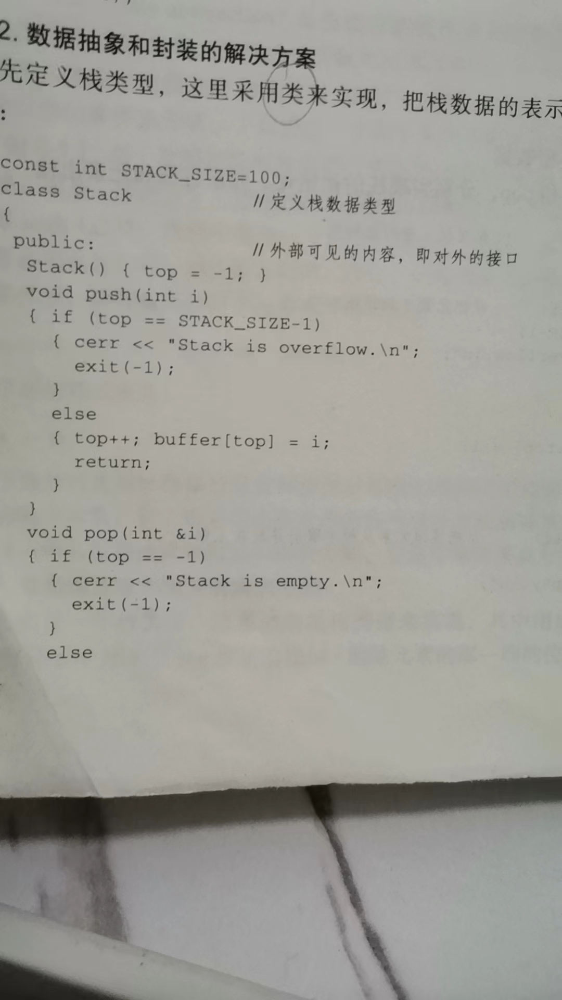 2. 数据抽象和封装的解决方案
先定义栈类型，这里采用类来实现，把栈数据的表示
:
const int STACK_SIZE=100;
class Stack // 定义栈数据类型
{
public: // 外部可见的内容，即对外的接口
Stack() { top = -1; }
void push(int i)
{ if (top == STACK_SIZE-1)
{ cerr << "Stack is overflow.\n";
exit(-1);
}
else
{ top++; buffer[top] = i;
return;
}
}
void pop(int &i)
{ if (top == -1)
{ cerr << "Stack is empty.\n";
exit(-1);
}
else